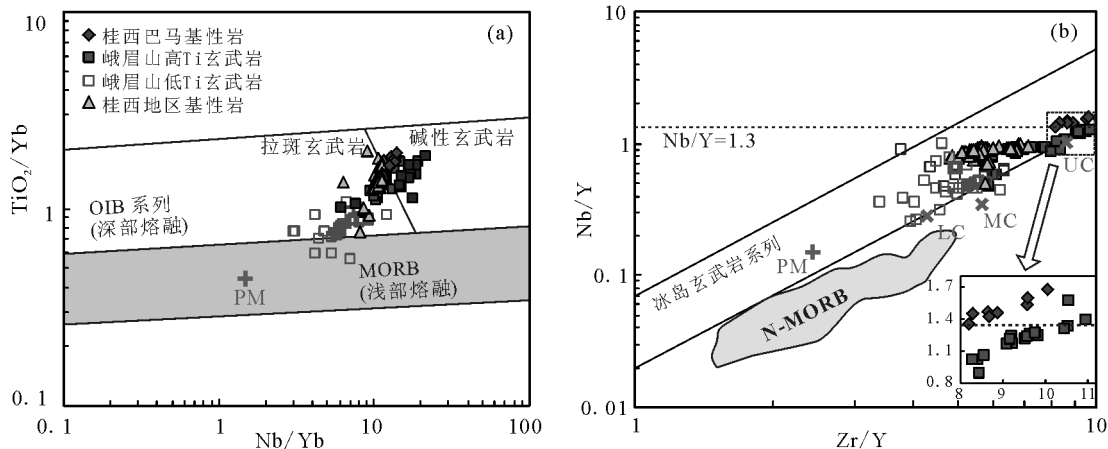 (a)
10
1
0.1
TiO₂/Yb
桂西巴马基性岩
峨眉山高Ti玄武岩
峨眉山低Ti玄武岩
桂西地区基性岩
拉斑玄武岩
碱性玄武岩
OIB 系列
(深部熔融)
MORB
(浅部熔融)
PM
0.1
1
10
100
Nb/Yb
(b)
10
1
0.1
0.01
Nb/Y
Nb/Y=1.3
UC
MC
LC
PM
冰岛玄武岩系列
N-MORB
1.7
1.4
1.1
0.8
8
9
10
11
1
10
Zr/Y